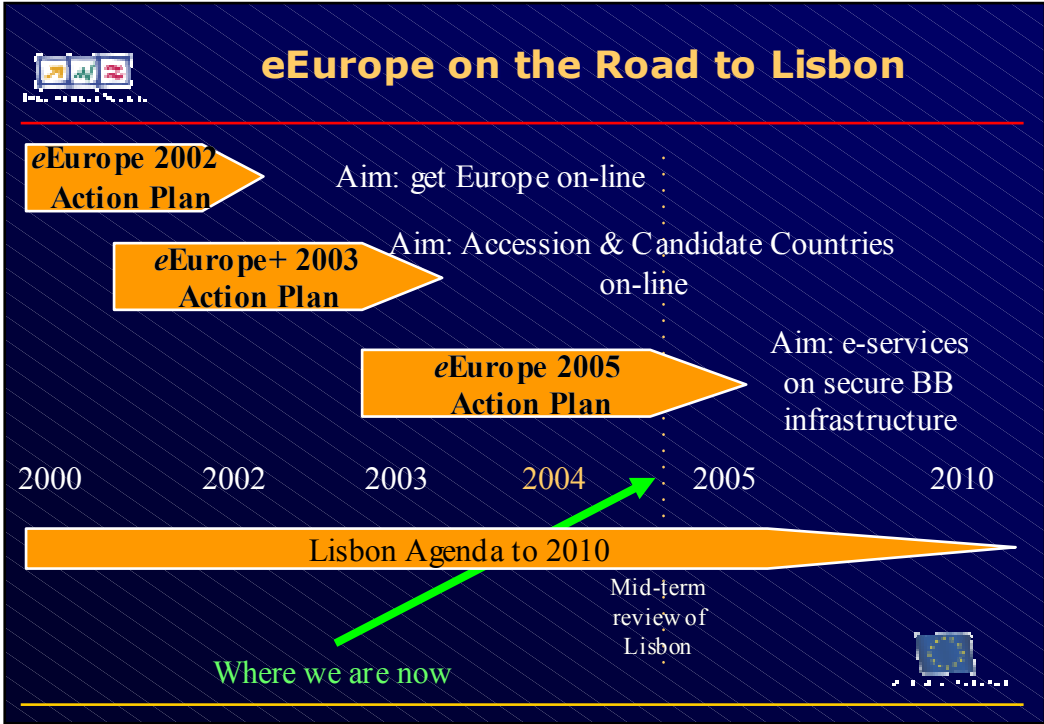 eEurope on the Road to Lisbon
eEurope 2002
Action Plan
Aim: get Europe on-line
eEurope+ 2003
Action Plan
Aim: Accession & Candidate Countries
on-line
eEurope 2005
Action Plan
Aim: e-services
on secure BB
infrastructure
2000 2002 2003 2004 2005 2010
Lisbon Agenda to 2010
Mid-term
review of
Lisbon
Where we are now